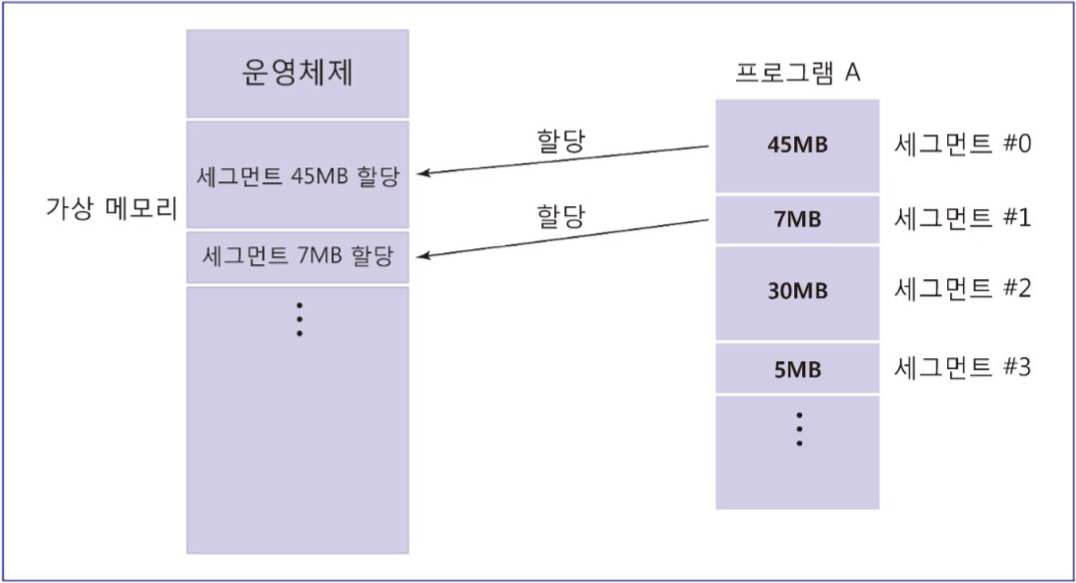 운영체제
프로그램 A
할당
45MB
세그먼트 #0
세그먼트 45MB 할당
가상 메모리
할당
7MB
세그먼트 #1
세그먼트 7MB 할당
30MB
세그먼트 #2
5MB
세그먼트 #3